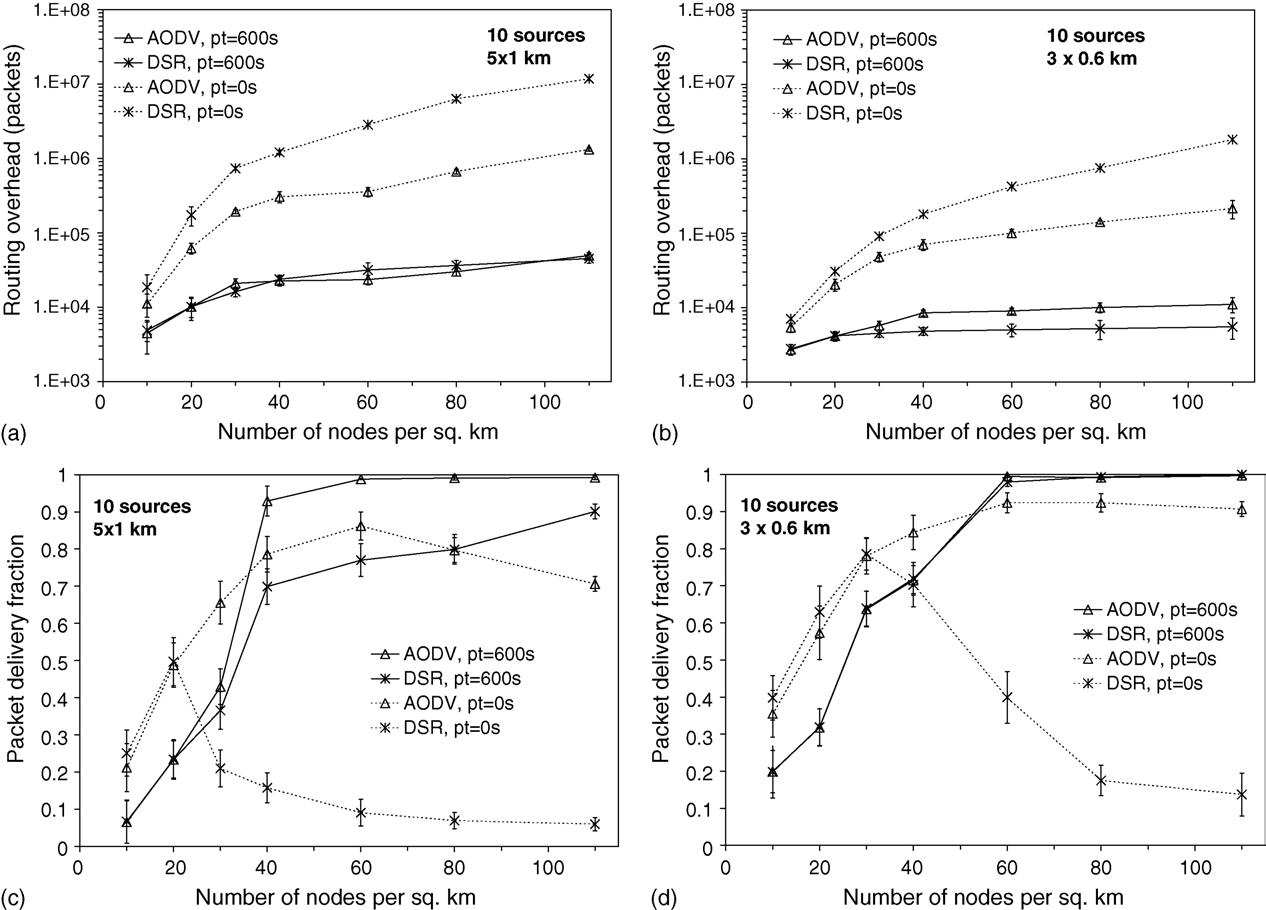 1.E+08
1.E+07
1.E+06
1.E+05
1.E+04
1.E+03
Routing overhead (packets)
AODV, pt=600s
DSR, pt=600s
AODV, pt=0s
DSR, pt=0s
10 sources
5x1 km
0 20 40 60 80 100
Number of nodes per sq. km
(a)
1.E+08
1.E+07
1.E+06
1.E+05
1.E+04
1.E+03
Routing overhead (packets)
AODV, pt=600s
DSR, pt=600s
AODV, pt=0s
DSR, pt=0s
10 sources
3 x 0.6 km
0 20 40 60 80 100
Number of nodes per sq. km
(b)
1
0.9
0.8
0.7
0.6
0.5
0.4
0.3
0.2
0.1
0
Packet delivery fraction
10 sources
5x1 km
AODV, pt=600s
DSR, pt=600s
AODV, pt=0s
DSR, pt=0s
0 20 40 60 80 100
Number of nodes per sq. km
(c)
1
0.9
0.8
0.7
0.6
0.5
0.4
0.3
0.2
0.1
0
Packet delivery fraction
10 sources
3 x 0.6 km
AODV, pt=600s
DSR, pt=600s
AODV, pt=0s
DSR, pt=0s
0 20 40 60 80 100
Number of nodes per sq. km
(d)